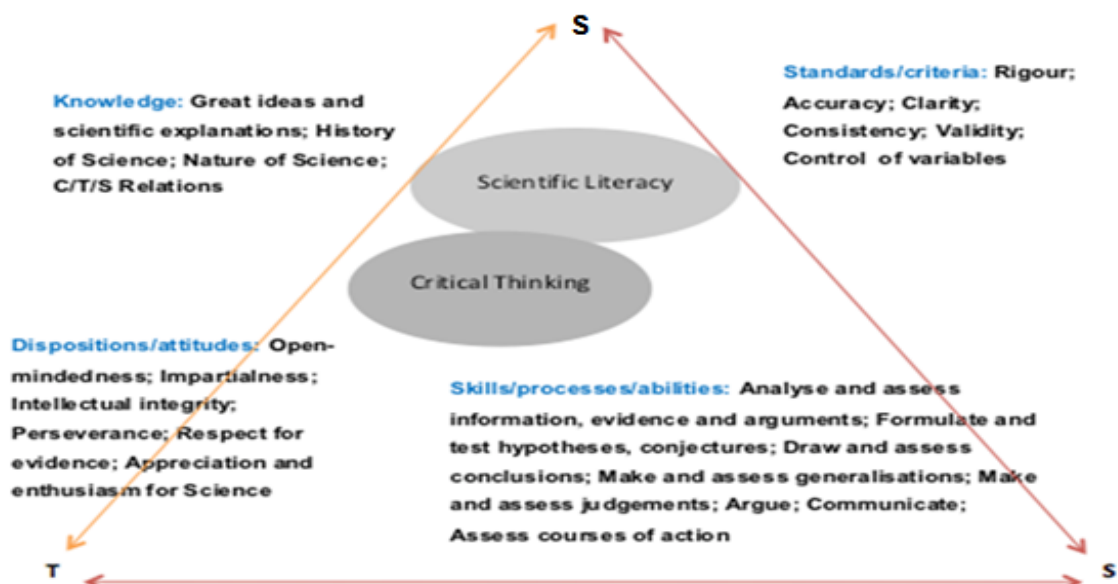 S
Knowledge: Great ideas and
scientific explanations; History
of Science; Nature of Science;
C/T/S Relations
Standards/criteria: Rigour;
Accuracy; Clarity;
Consistency; Validity;
Control of variables
Scientific Literacy
Critical Thinking
Dispositions/attitudes: Open-
mindedness; Impartialness;
Intellectual integrity;
Perseverance; Respect for
evidence; Appreciation and
enthusiasm for Science
Skills/processes/abilities: Analyse and assess
information, evidence and arguments; Formulate and
test hypotheses, conjectures; Draw and assess
conclusions; Make and assess generalisations; Make
and assess judgements; Argue; Communicate;
Assess courses of action
T
S